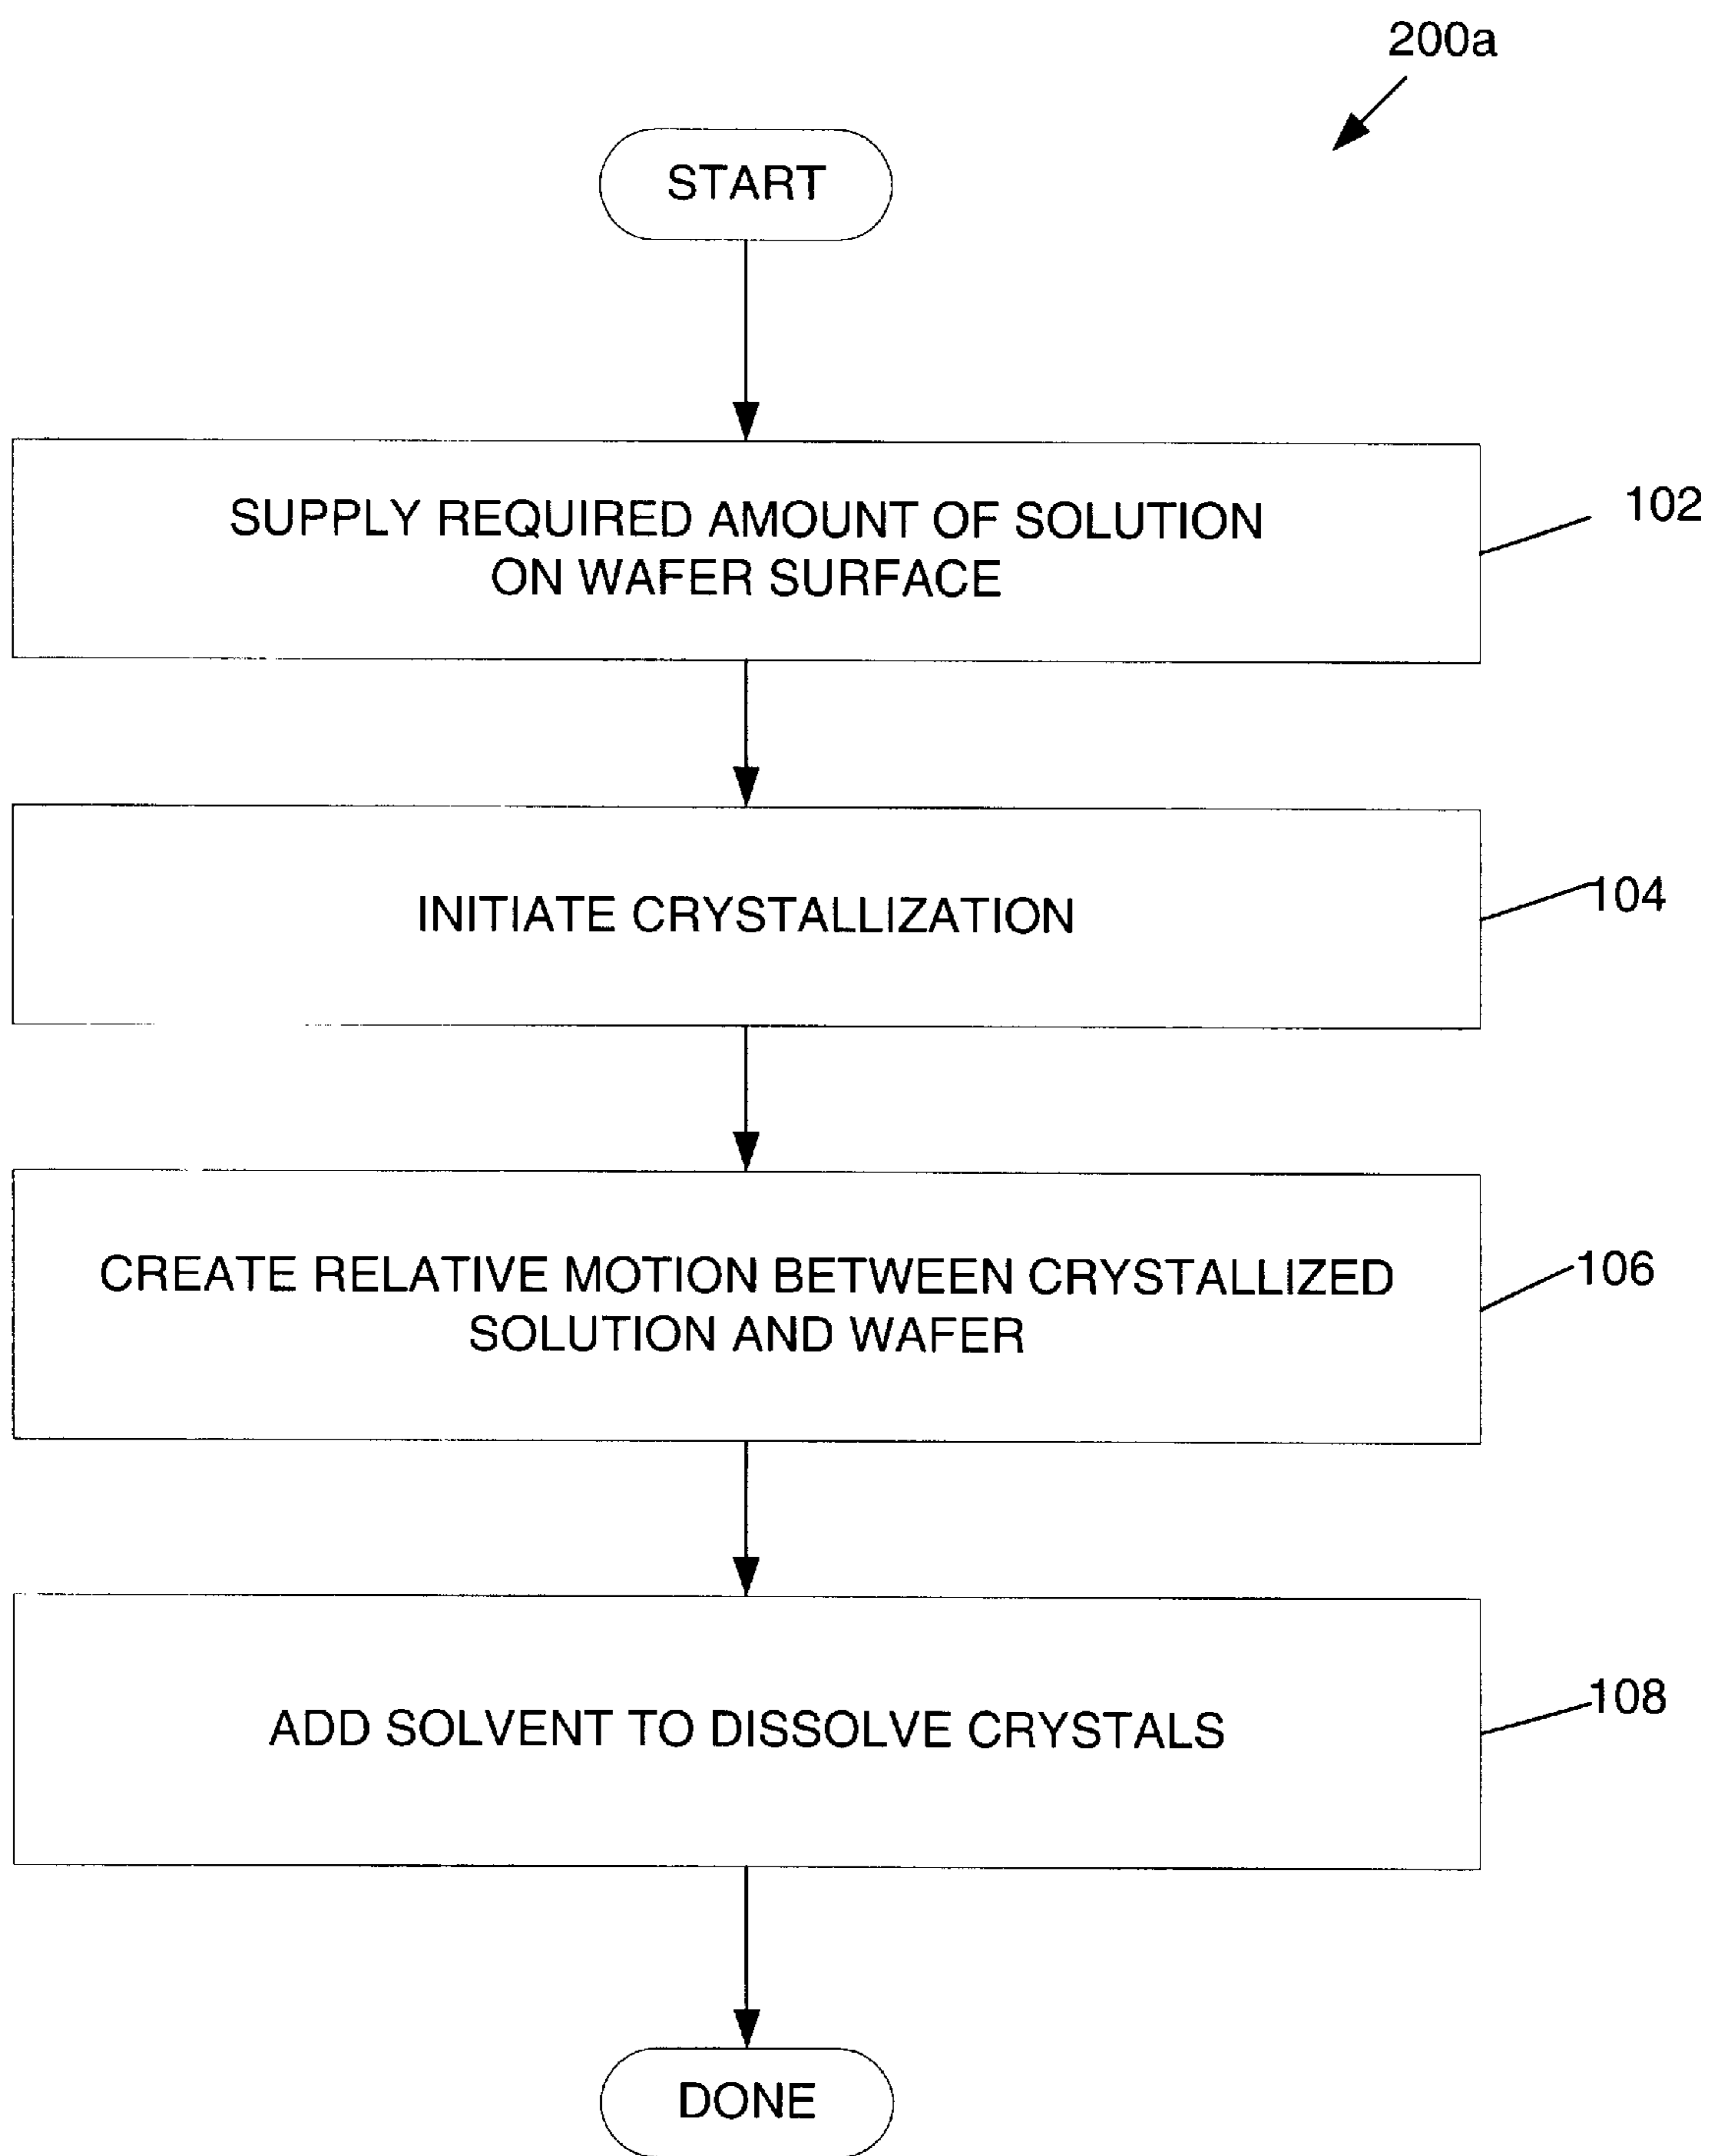 200a
START
SUPPLY REQUIRED AMOUNT OF SOLUTION
ON WAFER SURFACE
102
INITIATE CRYSTALLIZATION
104
CREATE RELATIVE MOTION BETWEEN CRYSTALLIZED
SOLUTION AND WAFER
106
ADD SOLVENT TO DISSOLVE CRYSTALS
108
DONE